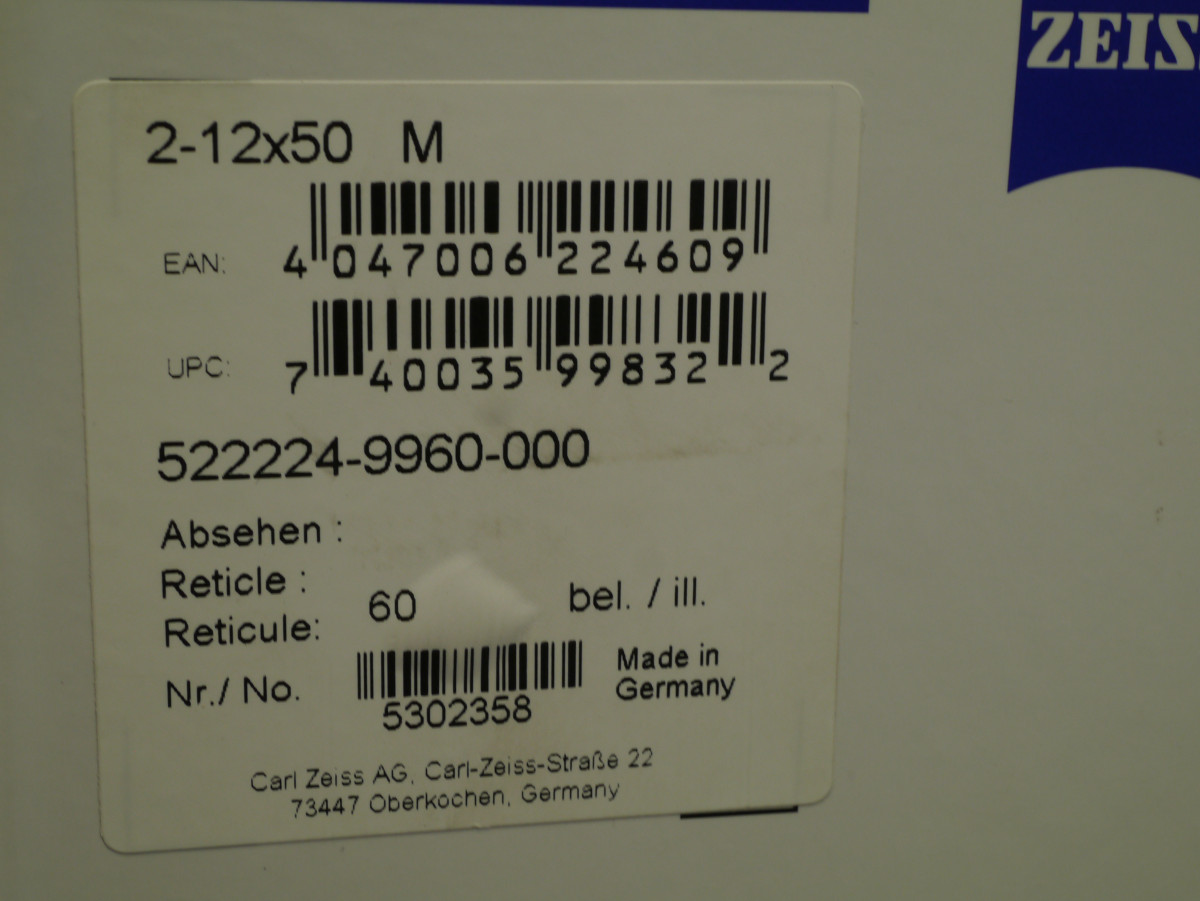 ZEISS
2-12x50 M
EAN: 4 047006 224609
UPC: 7 40035 99832 2
522224-9960-000
Absehen :
Reticle :
Reticule: 60 bel. / ill.
Nr./ No. 5302358
Made in
Germany
Carl Zeiss AG, Carl-Zeiss-Straße 22
73447 Oberkochen, Germany